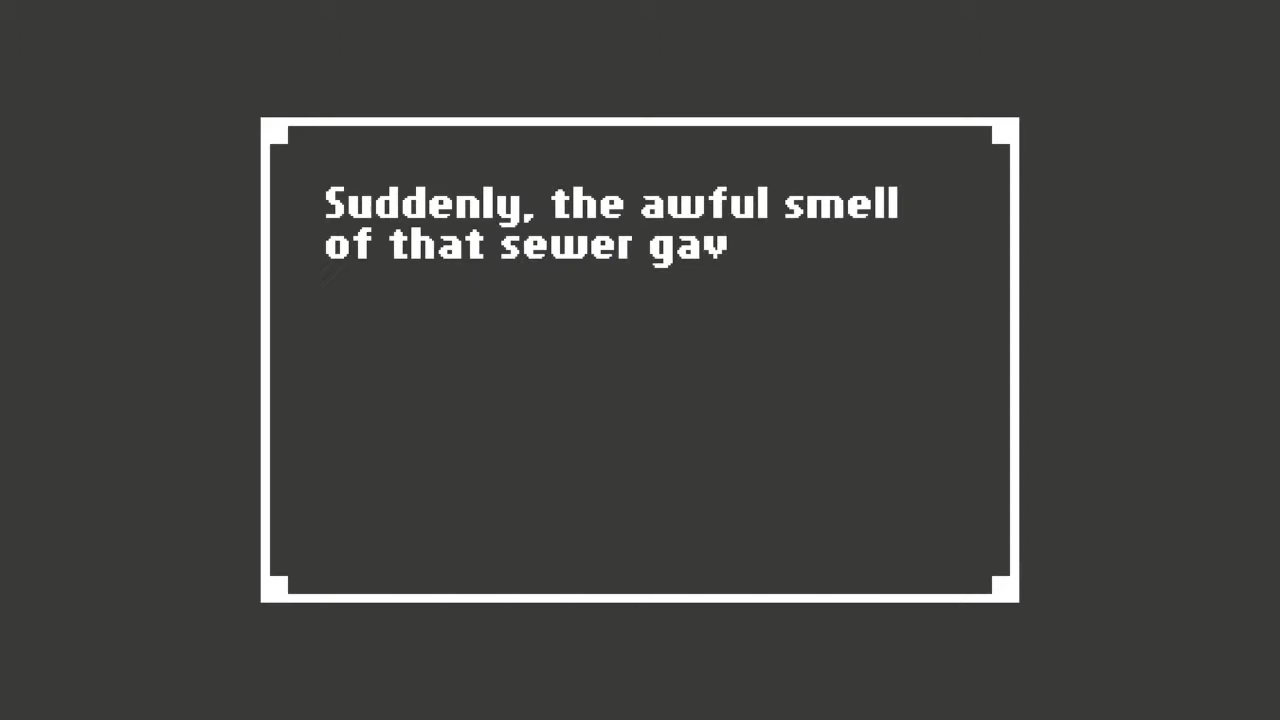 Suddenly, the awful smell
of that sewer gav